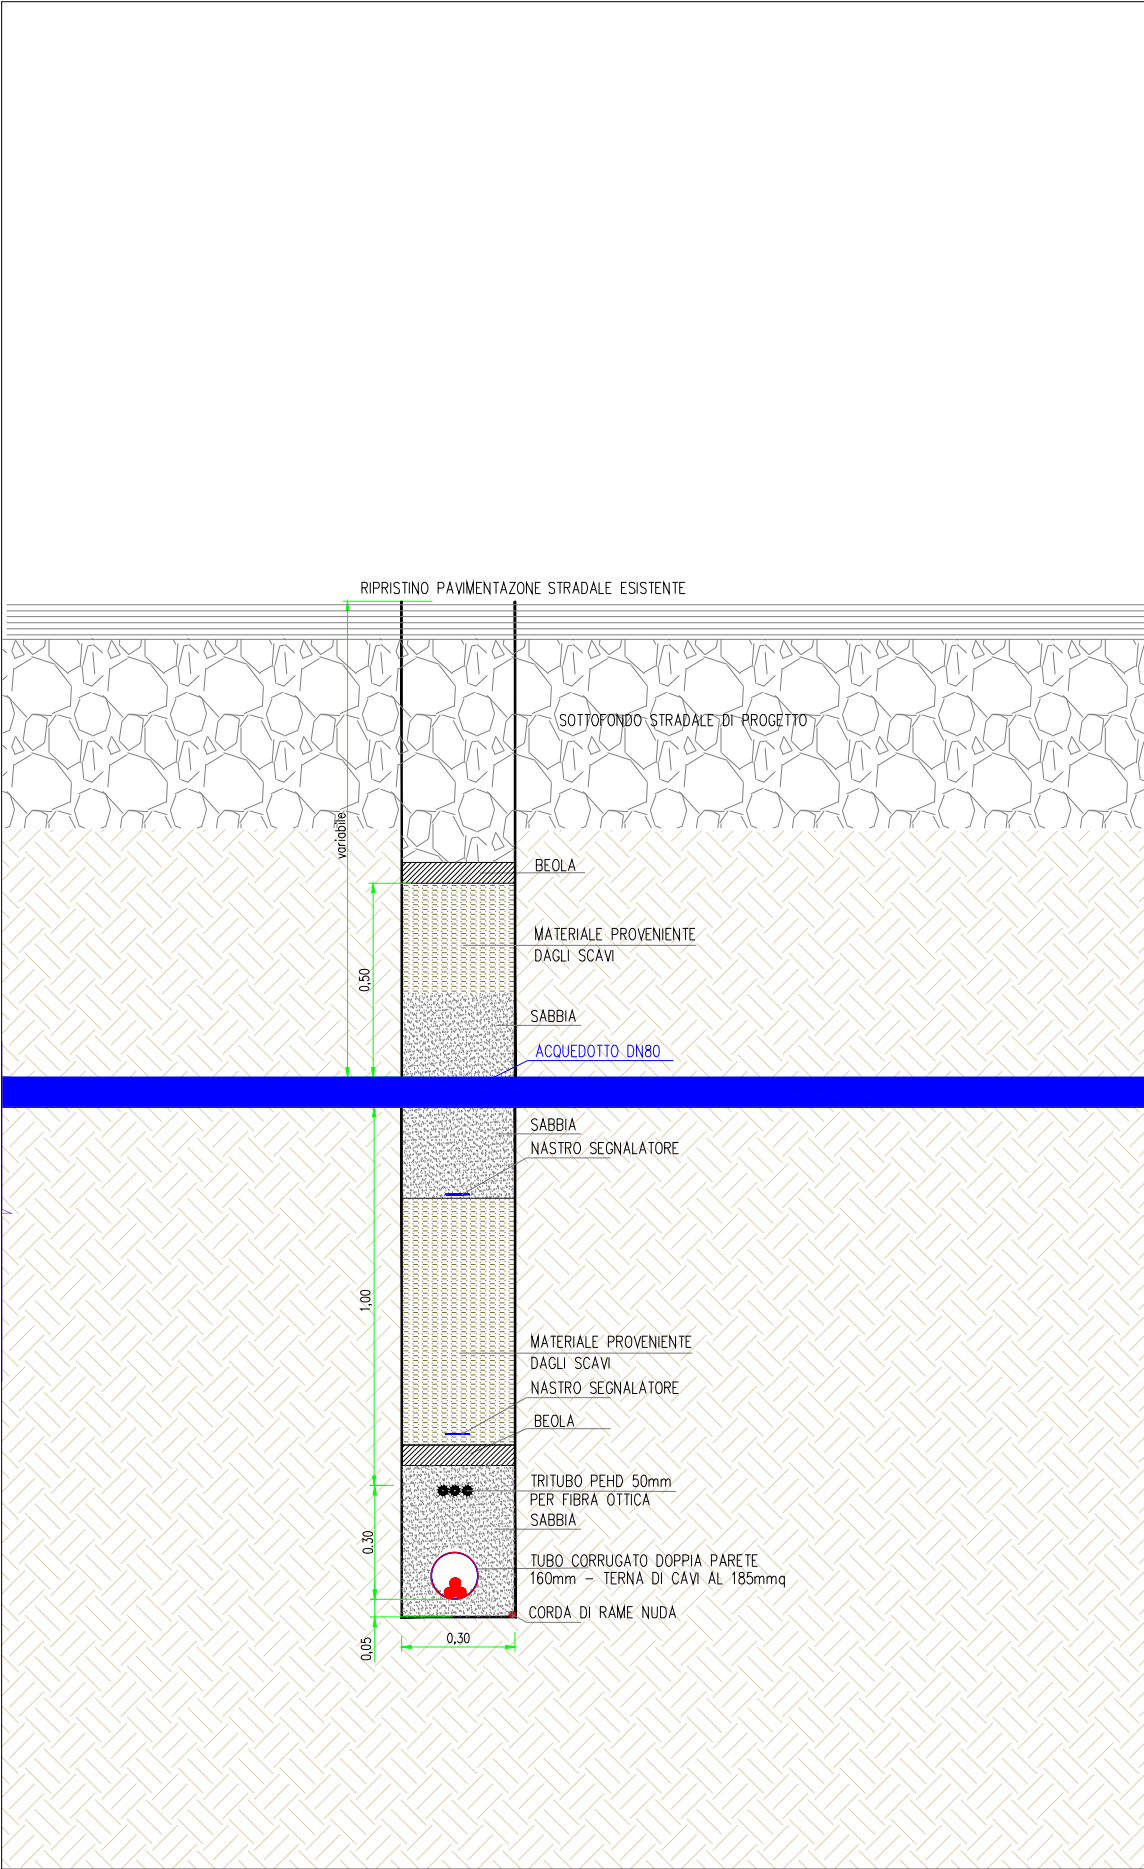 RIPRISTINO PAVIMENTAZONE STRADALE ESISTENTE
SOTTOFONDO STRADALE DI PROGETTO
variabile
BEOLA
MATERIALE PROVENIENTE
DAGLI SCAVI
0,50
SABBIA
ACQUEDOTTO DN80
SABBIA
NASTRO SEGNALATORE
1,00
MATERIALE PROVENIENTE
DAGLI SCAVI
NASTRO SEGNALATORE
BEOLA
TRITUBO PEHD 50mm
PER FIBRA OTTICA
SABBIA
0,30
TUBO CORRUGATO DOPPIA PARETE
160mm – TERNA DI CAVI AL 185mmq
CORDA DI RAME NUDA
0,30
0,05